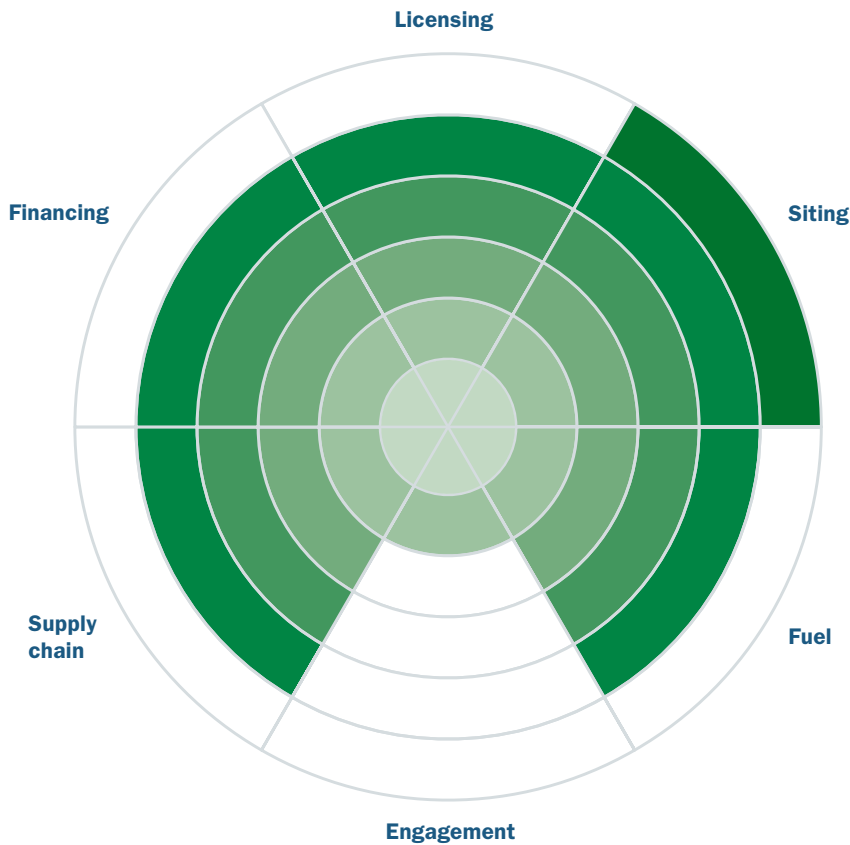 Licensing
Financing
Siting
Supply
chain
Fuel
Engagement